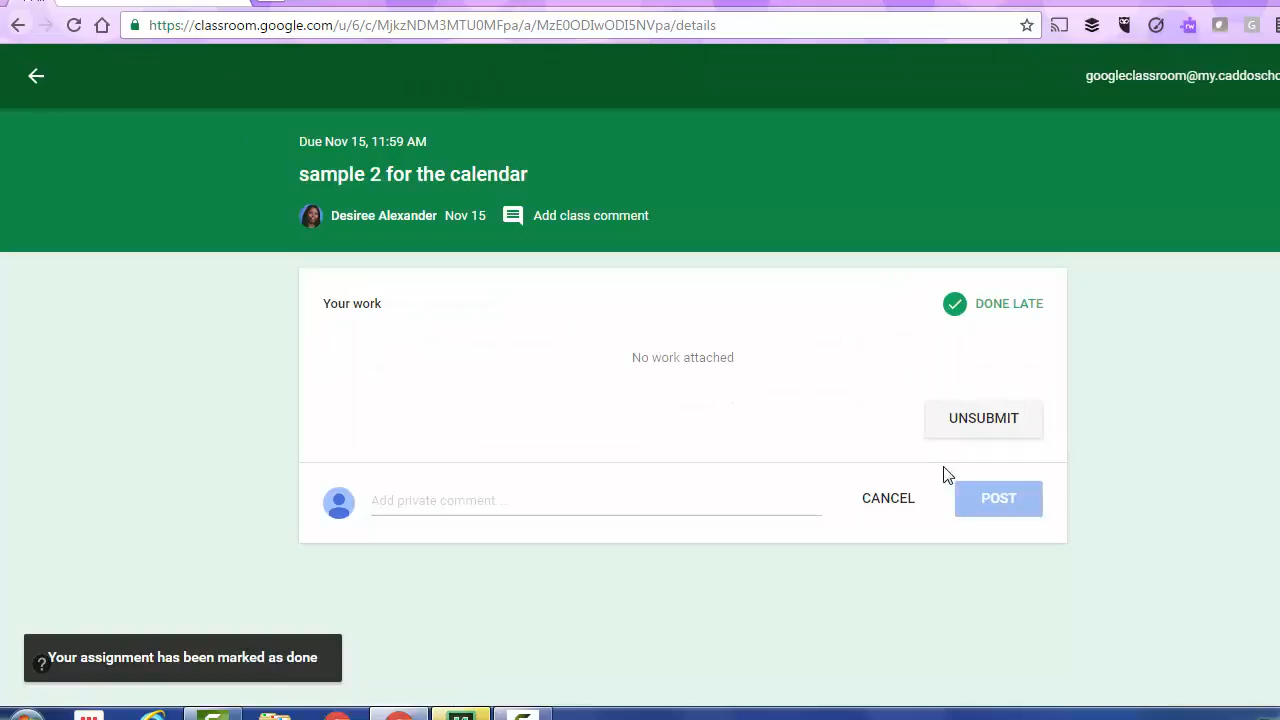 https://classroom.google.com/u/6/c/MjkzNDM3MTU0MFpa/a/MzE0ODIwODI5NVpa/details
googleclassroom@my.caddoscho
Due Nov 15, 11:59 AM
sample 2 for the calendar
Desiree Alexander Nov 15 Add class comment
Your work DONE LATE
No work attached
UNSUBMIT
Add private comment ... CANCEL POST
? Your assignment has been marked as done